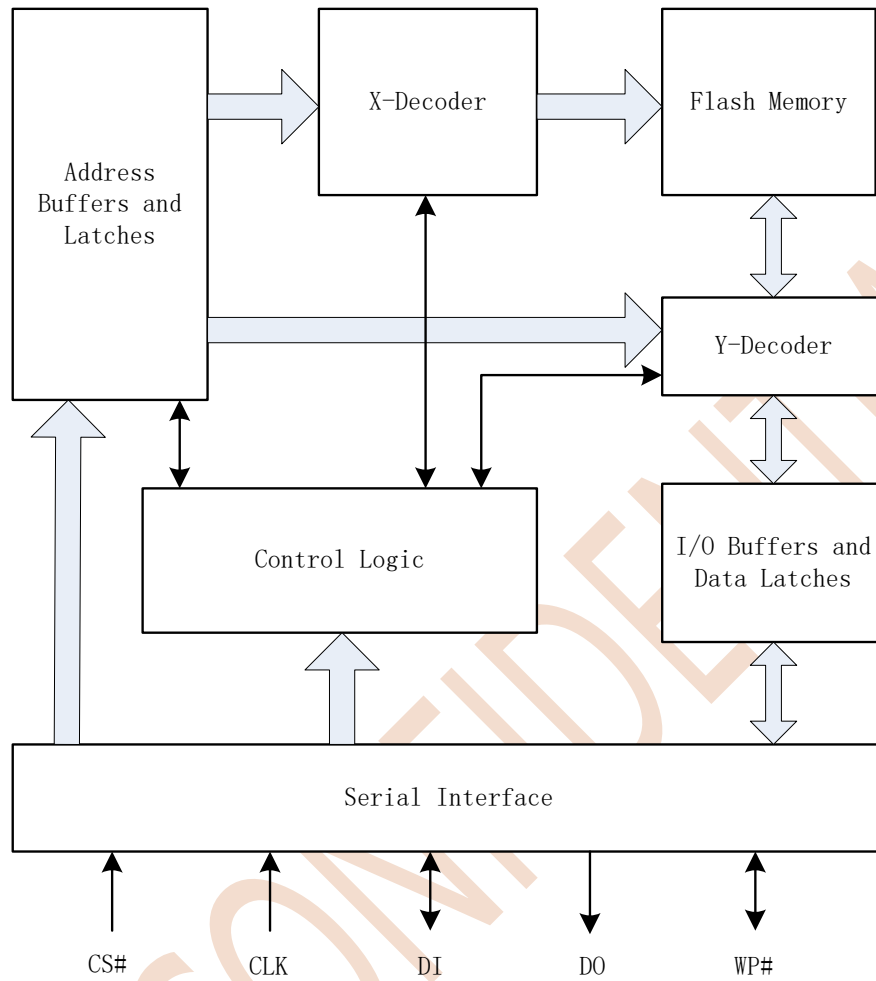 X-Decoder
Flash Memory
Address
Buffers and
Latches
Y-Decoder
I/O Buffers and
Data Latches
Control Logic
Serial Interface
CS#
CLK
DI
DO
WP#